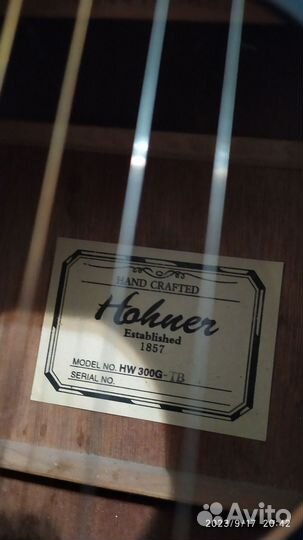 HAND CRAFTED
Hohner
Established
1857
MODEL NO. HW 300G-TB
SERIAL NO.
2023/9/17 20:42
Avito